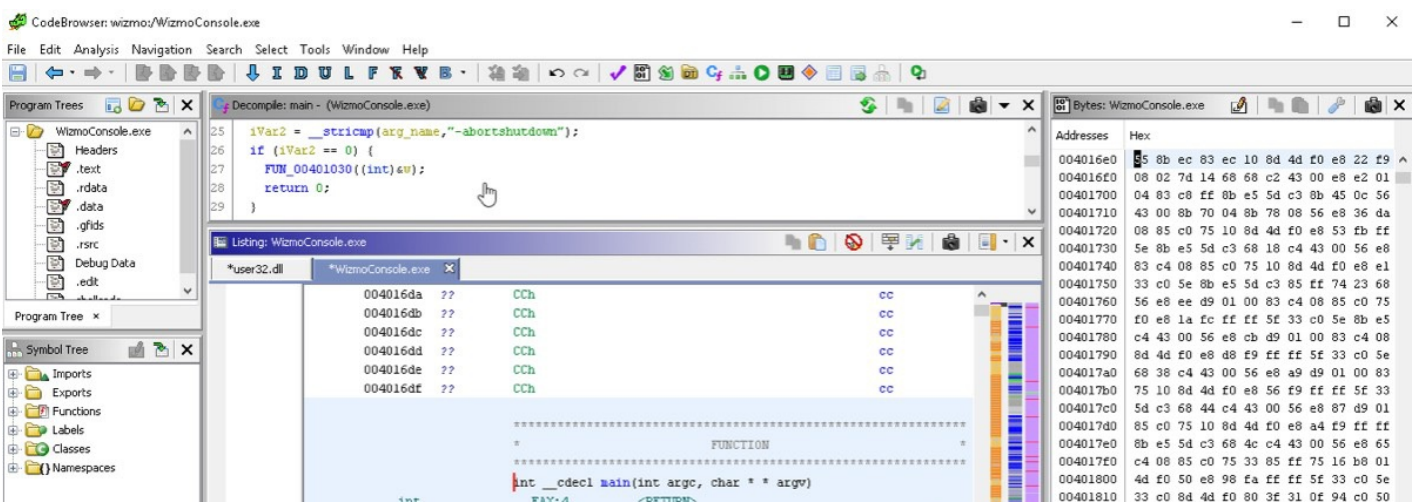 CodeBrowser: wizmo:/WizmoConsole.exe
File Edit Analysis Navigation Search Select Tools Window Help
I D U L F K V B
Program Trees
WizmoConsole.exe
Headers
.text
.rdata
.data
.gfids
.rsrc
Debug Data
.edit
Program Tree ×
Symbol Tree
Imports
Exports
Functions
Labels
Classes
Namespaces
Decompile: main - (WizmoConsole.exe)
25 iVar2 = __stricmp(arg_name,"-abortshutdown");
26 if (iVar2 == 0) {
27 FUN_00401030((int)&w);
28 return 0;
29 }
Listing: WizmoConsole.exe
*user32.dll *WizmoConsole.exe
004016da ?? CCh cc
004016db ?? CCh cc
004016dc ?? CCh cc
004016dd ?? CCh cc
004016de ?? CCh cc
004016df ?? CCh cc
**************************************************************
* FUNCTION *
**************************************************************
int __cdecl main(int argc, char * * argv)
int EAX:4 <RETURN>
Bytes: WizmoConsole.exe
Addresses Hex
004016e0 55 8b ec 83 ec 10 8d 4d f0 e8 22 f9
004016f0 08 02 7d 14 68 68 c2 43 00 e8 e2 01
00401700 04 83 c8 ff 8b e5 5d c3 8b 45 0c 56
00401710 43 00 8b 70 04 8b 78 08 56 e8 36 da
00401720 08 85 c0 75 10 8d 4d f0 e8 53 fb ff
00401730 5e 8b e5 5d c3 68 18 c4 43 00 56 e8
00401740 83 c4 08 85 c0 75 10 8d 4d f0 e8 e1
00401750 33 c0 5e 8b e5 5d c3 85 ff 74 23 68
00401760 56 e8 ee d9 01 00 83 c4 08 85 c0 75
00401770 f0 e8 1a fc ff ff 5f 33 c0 5e 8b e5
00401780 c4 43 00 56 e8 cb d9 01 00 83 c4 08
00401790 8d 4d f0 e8 d8 f9 ff ff 5f 33 c0 5e
004017a0 68 38 c4 43 00 56 e8 a9 d9 01 00 83
004017b0 75 10 8d 4d f0 e8 56 f9 ff ff 5f 33
004017c0 5d c3 68 44 c4 43 00 56 e8 87 d9 01
004017d0 85 c0 75 10 8d 4d f0 e8 a4 f9 ff ff
004017e0 8b e5 5d c3 68 4c c4 43 00 56 e8 65
004017f0 c4 08 85 c0 75 33 85 ff 75 16 b8 01
00401800 4d f0 50 e8 98 fa ff ff 5f 33 c0 5e
00401810 33 c0 8d 4d f0 80 3f 31 0f 94 c0 50